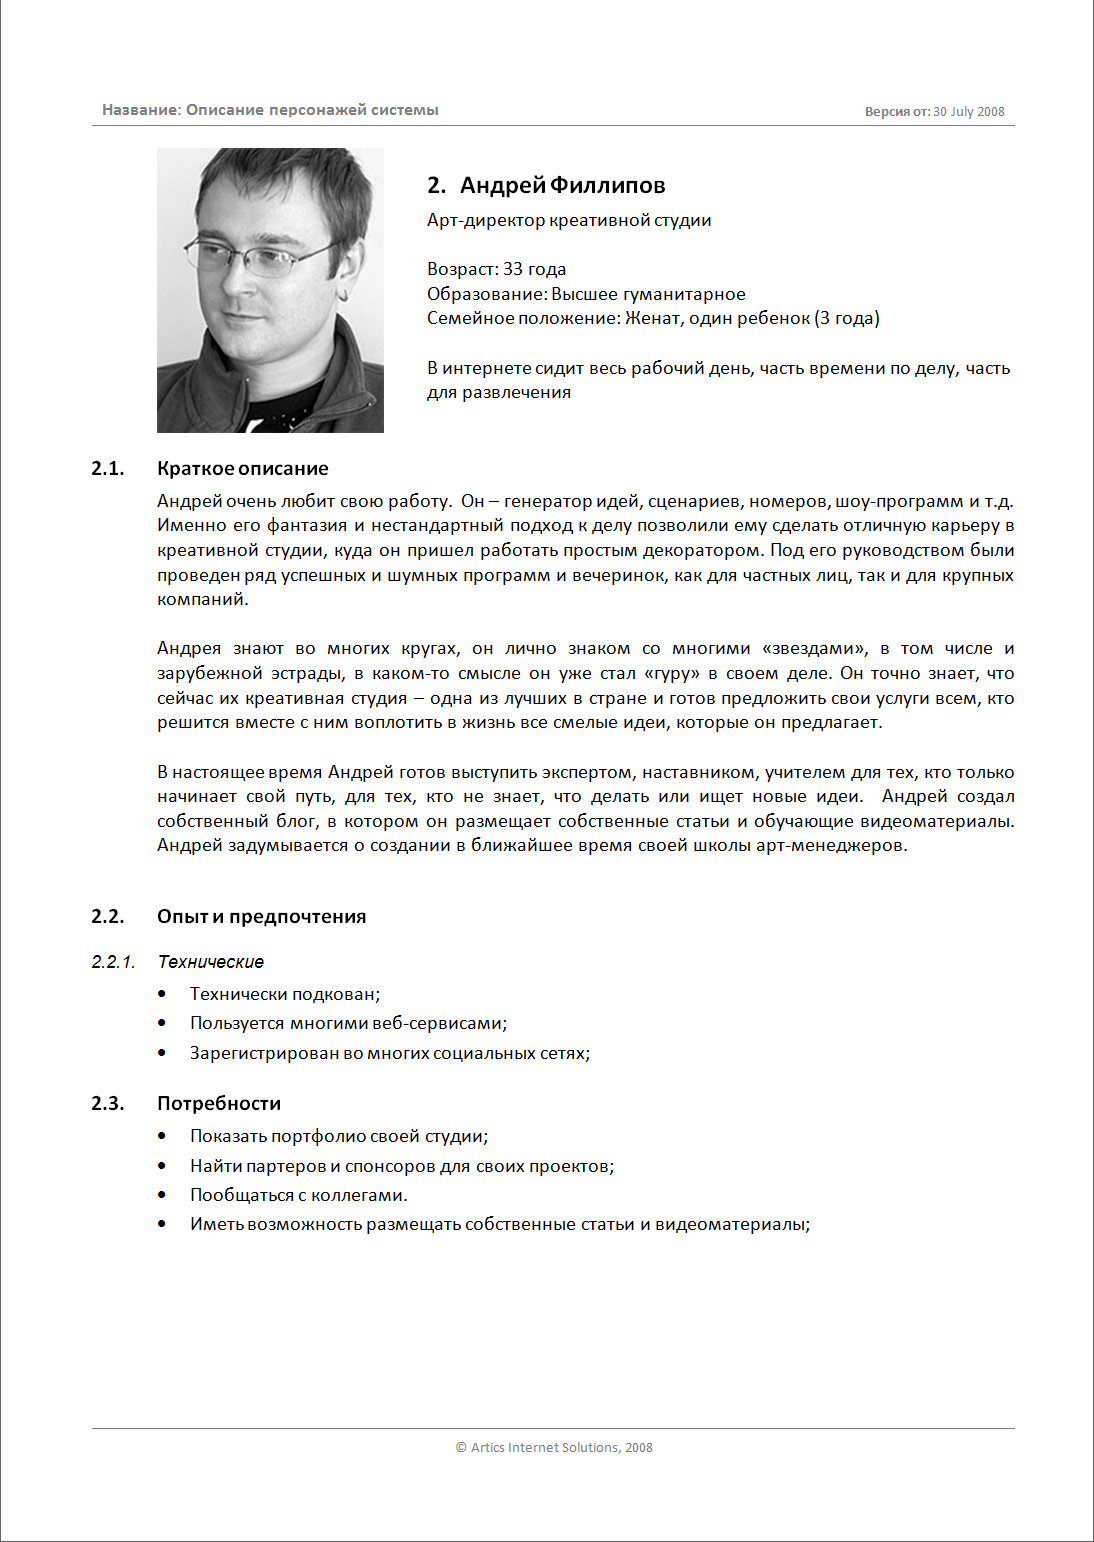 Название: Описание персонажей системы
Версия от: 30 July 2008
2. Андрей Филлипов
Арт-директор креативной студии
Возраст: 33 года
Образование: Высшее гуманитарное
Семейное положение: Женат, один ребенок (3 года)
В интернете сидит весь рабочий день, часть времени по делу, часть
для развлечения
2.1. Краткое описание
Андрей очень любит свою работу. Он – генератор идей, сценариев, номеров, шоу-программ и т.д.
Именно его фантазия и нестандартный подход к делу позволили ему сделать отличную карьеру в
креативной студии, куда он пришел работать простым декоратором. Под его руководством были
проведен ряд успешных и шумных программ и вечеринок, как для частных лиц, так и для крупных
компаний.
Андрея знают во многих кругах, он лично знаком со многими «звездами», в том числе и
зарубежной эстрады, в каком-то смысле он уже стал «гуру» в своем деле. Он точно знает, что
сейчас их креативная студия – одна из лучших в стране и готов предложить свои услуги всем, кто
решится вместе с ним воплотить в жизнь все смелые идеи, которые он предлагает.
В настоящее время Андрей готов выступить экспертом, наставником, учителем для тех, кто только
начинает свой путь, для тех, кто не знает, что делать или ищет новые идеи. Андрей создал
собственный блог, в котором он размещает собственные статьи и обучающие видеоматериалы.
Андрей задумывается о создании в ближайшее время своей школы арт-менеджеров.
2.2. Опыт и предпочтения
2.2.1. Технические
• Технически подкован;
• Пользуется многими веб-сервисами;
• Зарегистрирован во многих социальных сетях;
2.3. Потребности
• Показать портфолио своей студии;
• Найти партеров и спонсоров для своих проектов;
• Пообщаться с коллегами.
• Иметь возможность размещать собственные статьи и видеоматериалы;
© Artics Internet Solutions, 2008